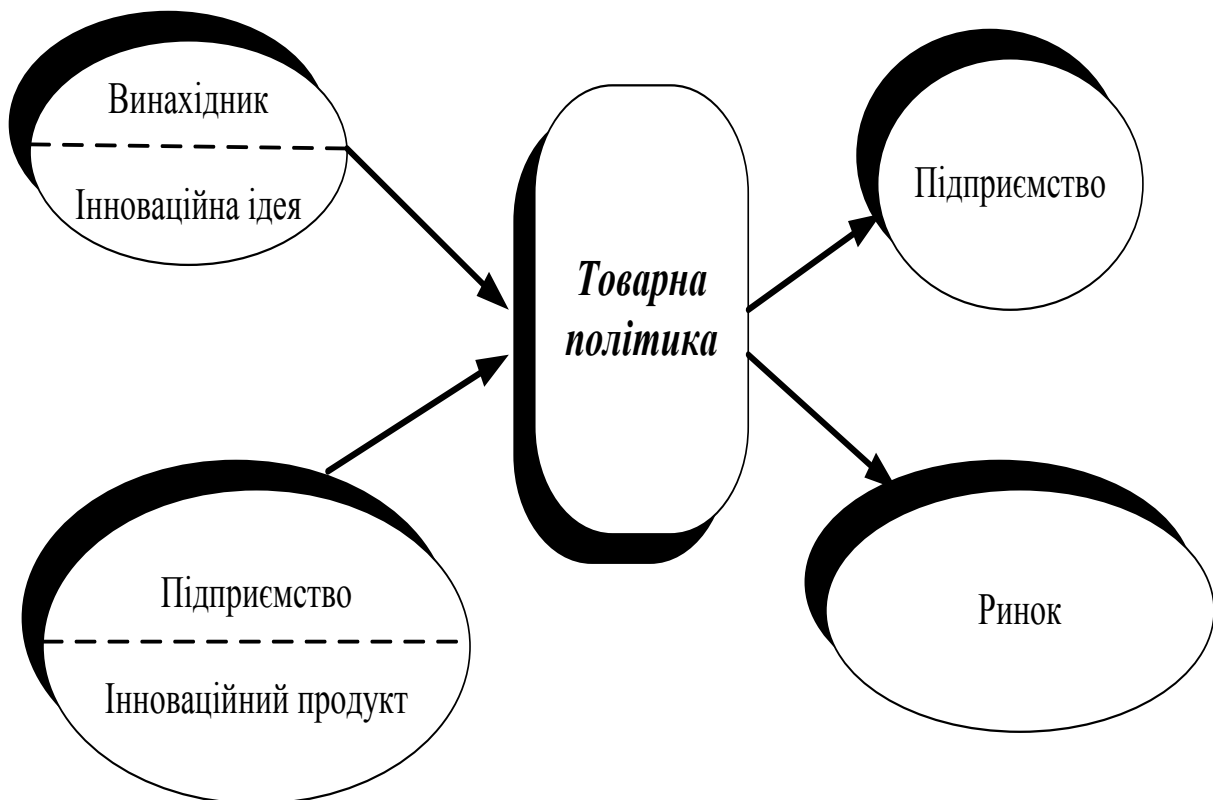 Винахідник
Інноваційна ідея
Підприємство
Інноваційний продукт
Товарна
політика
Підприємство
Ринок